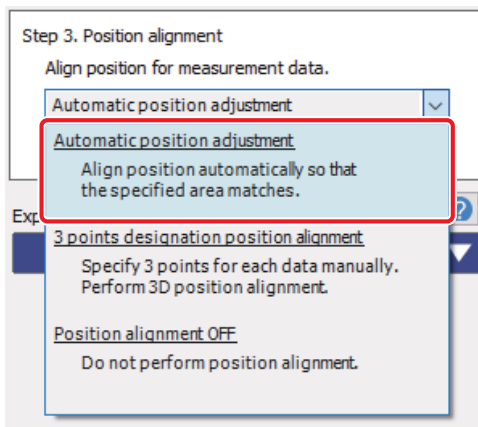 Step 3. Position alignment
Align position for measurement data.
Automatic position adjustment
Automatic position adjustment
Align position automatically so that
the specified area matches.
Exp
?
3 points designation position alignment
Specify 3 points for each data manually.
Perform 3D position alignment.
Position alignment OFF
Do not perform position alignment.